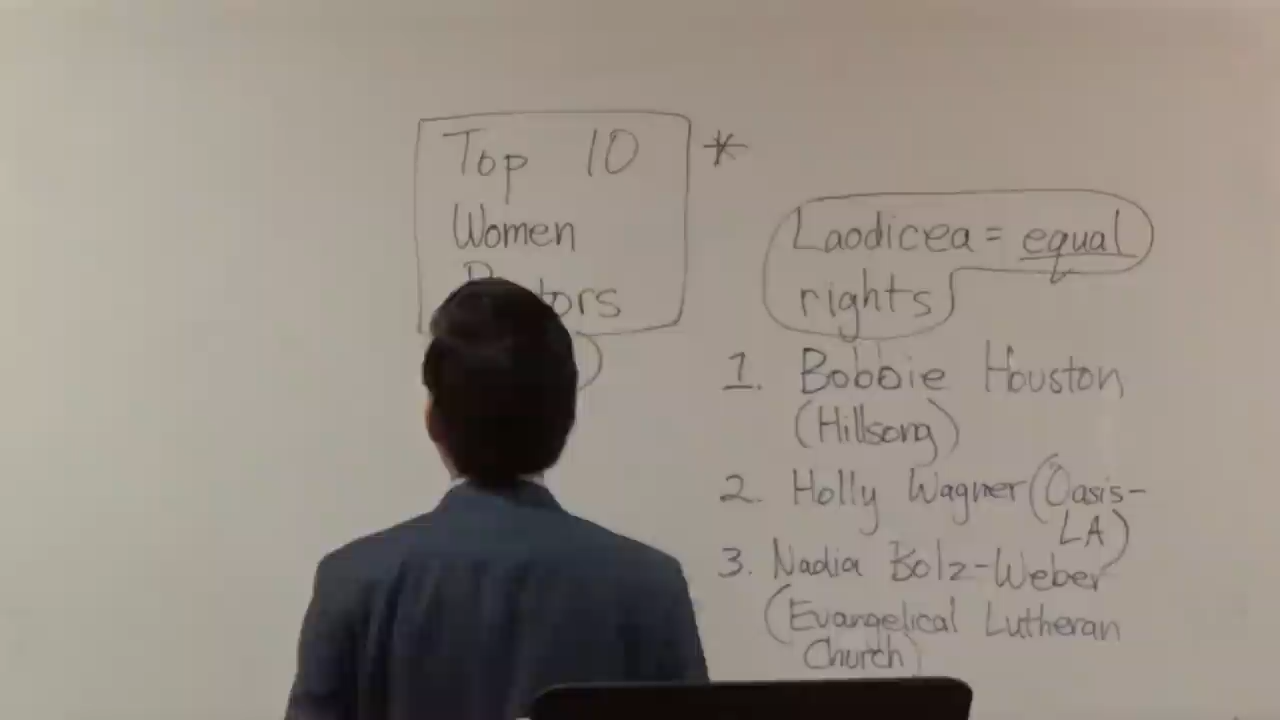 Top 10 *
Women
Laodicea = equal
rights
)
1. Bobbie Houston
(Hillsong)
2. Holly Wagner (Oasis-
LA)
3. Nadia Bolz-Weber
(Evangelical Lutheran
Church)